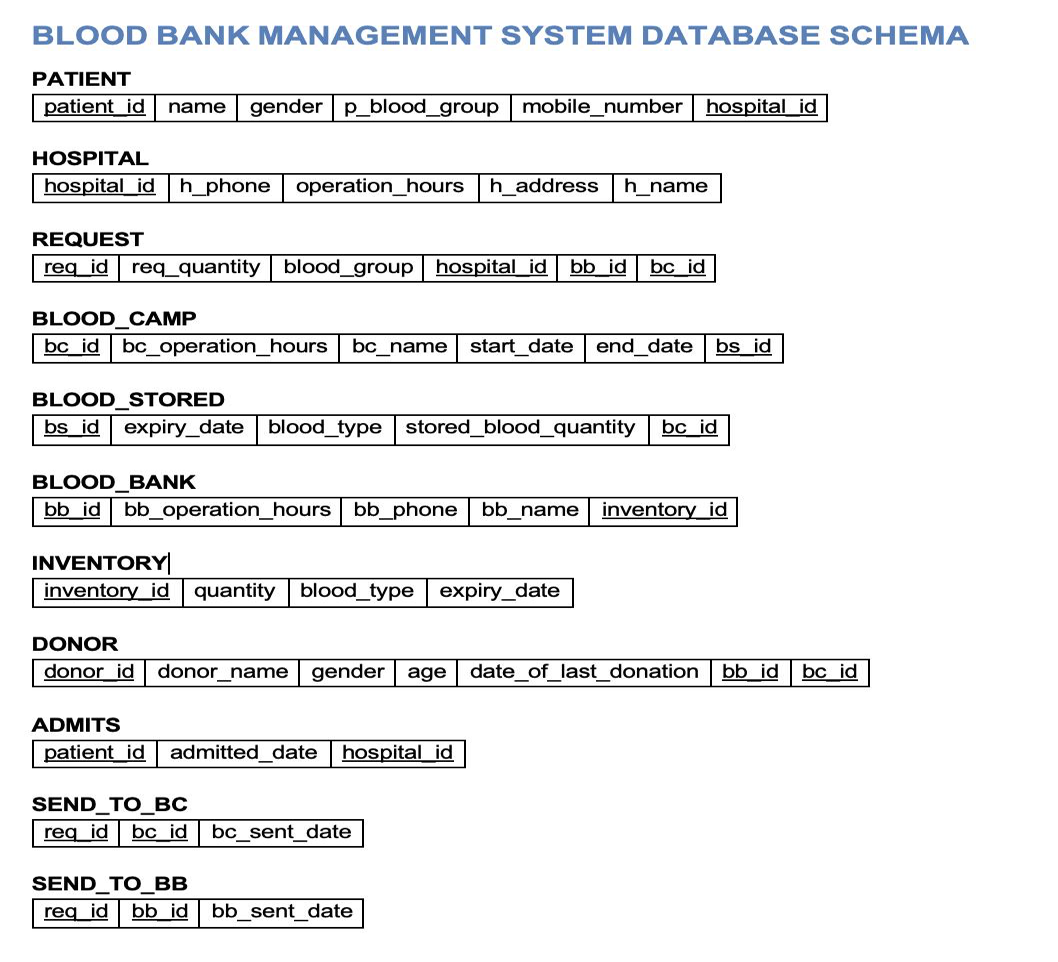 BLOOD BANK MANAGEMENT SYSTEM DATABASE SCHEMA
PATIENT
patient_id name gender p_blood_group mobile_number hospital_id
HOSPITAL
hospital_id h_phone operation_hours h_address h_name
REQUEST
req_id req_quantity blood_group hospital_id bb_id bc_id
BLOOD_CAMP
bc_id bc_operation_hours bc_name start_date end_date bs_id
BLOOD_STORED
bs_id expiry_date blood_type stored_blood_quantity bc_id
BLOOD_BANK
bb_id bb_operation_hours bb_phone bb_name inventory_id
INVENTORY
inventory_id quantity blood_type expiry_date
DONOR
donor_id donor_name gender age date_of_last_donation bb_id bc_id
ADMITS
patient_id admitted_date hospital_id
SEND_TO_BC
req_id bc_id bc_sent_date
SEND_TO_BB
req_id bb_id bb_sent_date